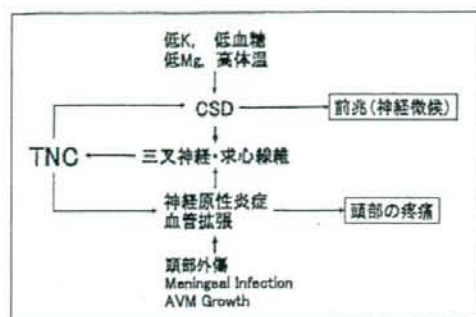 低K, 低血糖
低Mg, 高体温
CSD
前兆(神経徴候)
TNC
三叉神経・求心線維
神経原性炎症
血管拡張
頭部の疼痛
頭部外傷
Meningeal Infection
AVM Growth